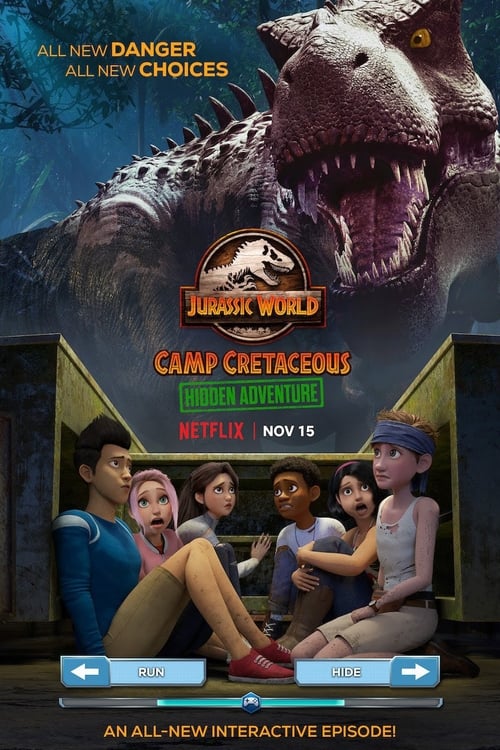 ALL NEW DANGER
ALL NEW CHOICES
JURASSIC WORLD
CAMP CRETACEOUS
HIDDEN ADVENTURE
NETFLIX | NOV 15
RUN
HIDE
AN ALL-NEW INTERACTIVE EPISODE!